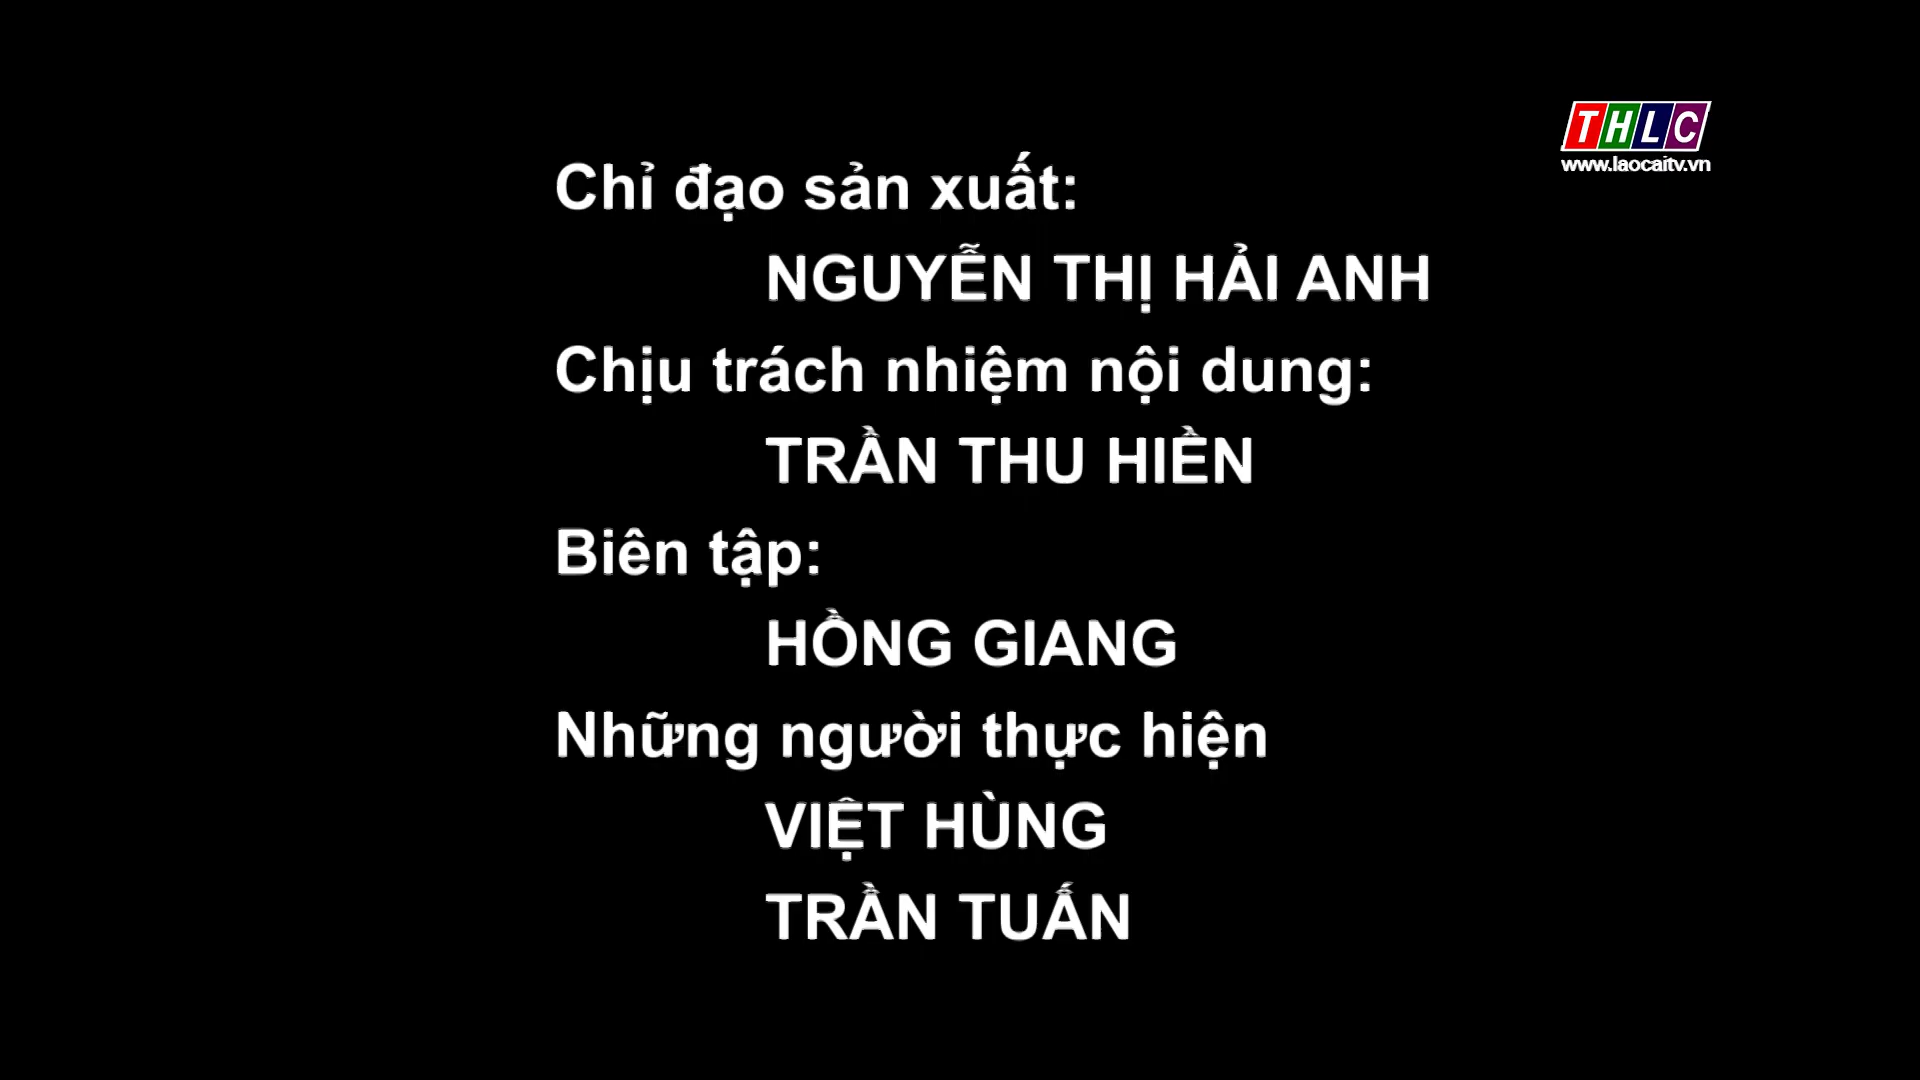 THLC
www.laocaitv.vn
Chỉ đạo sản xuất:
NGUYỄN THỊ HẢI ANH
Chịu trách nhiệm nội dung:
TRẦN THU HIỀN
Biên tập:
HỒNG GIANG
Những người thực hiện
VIỆT HÙNG
TRẦN TUẤN